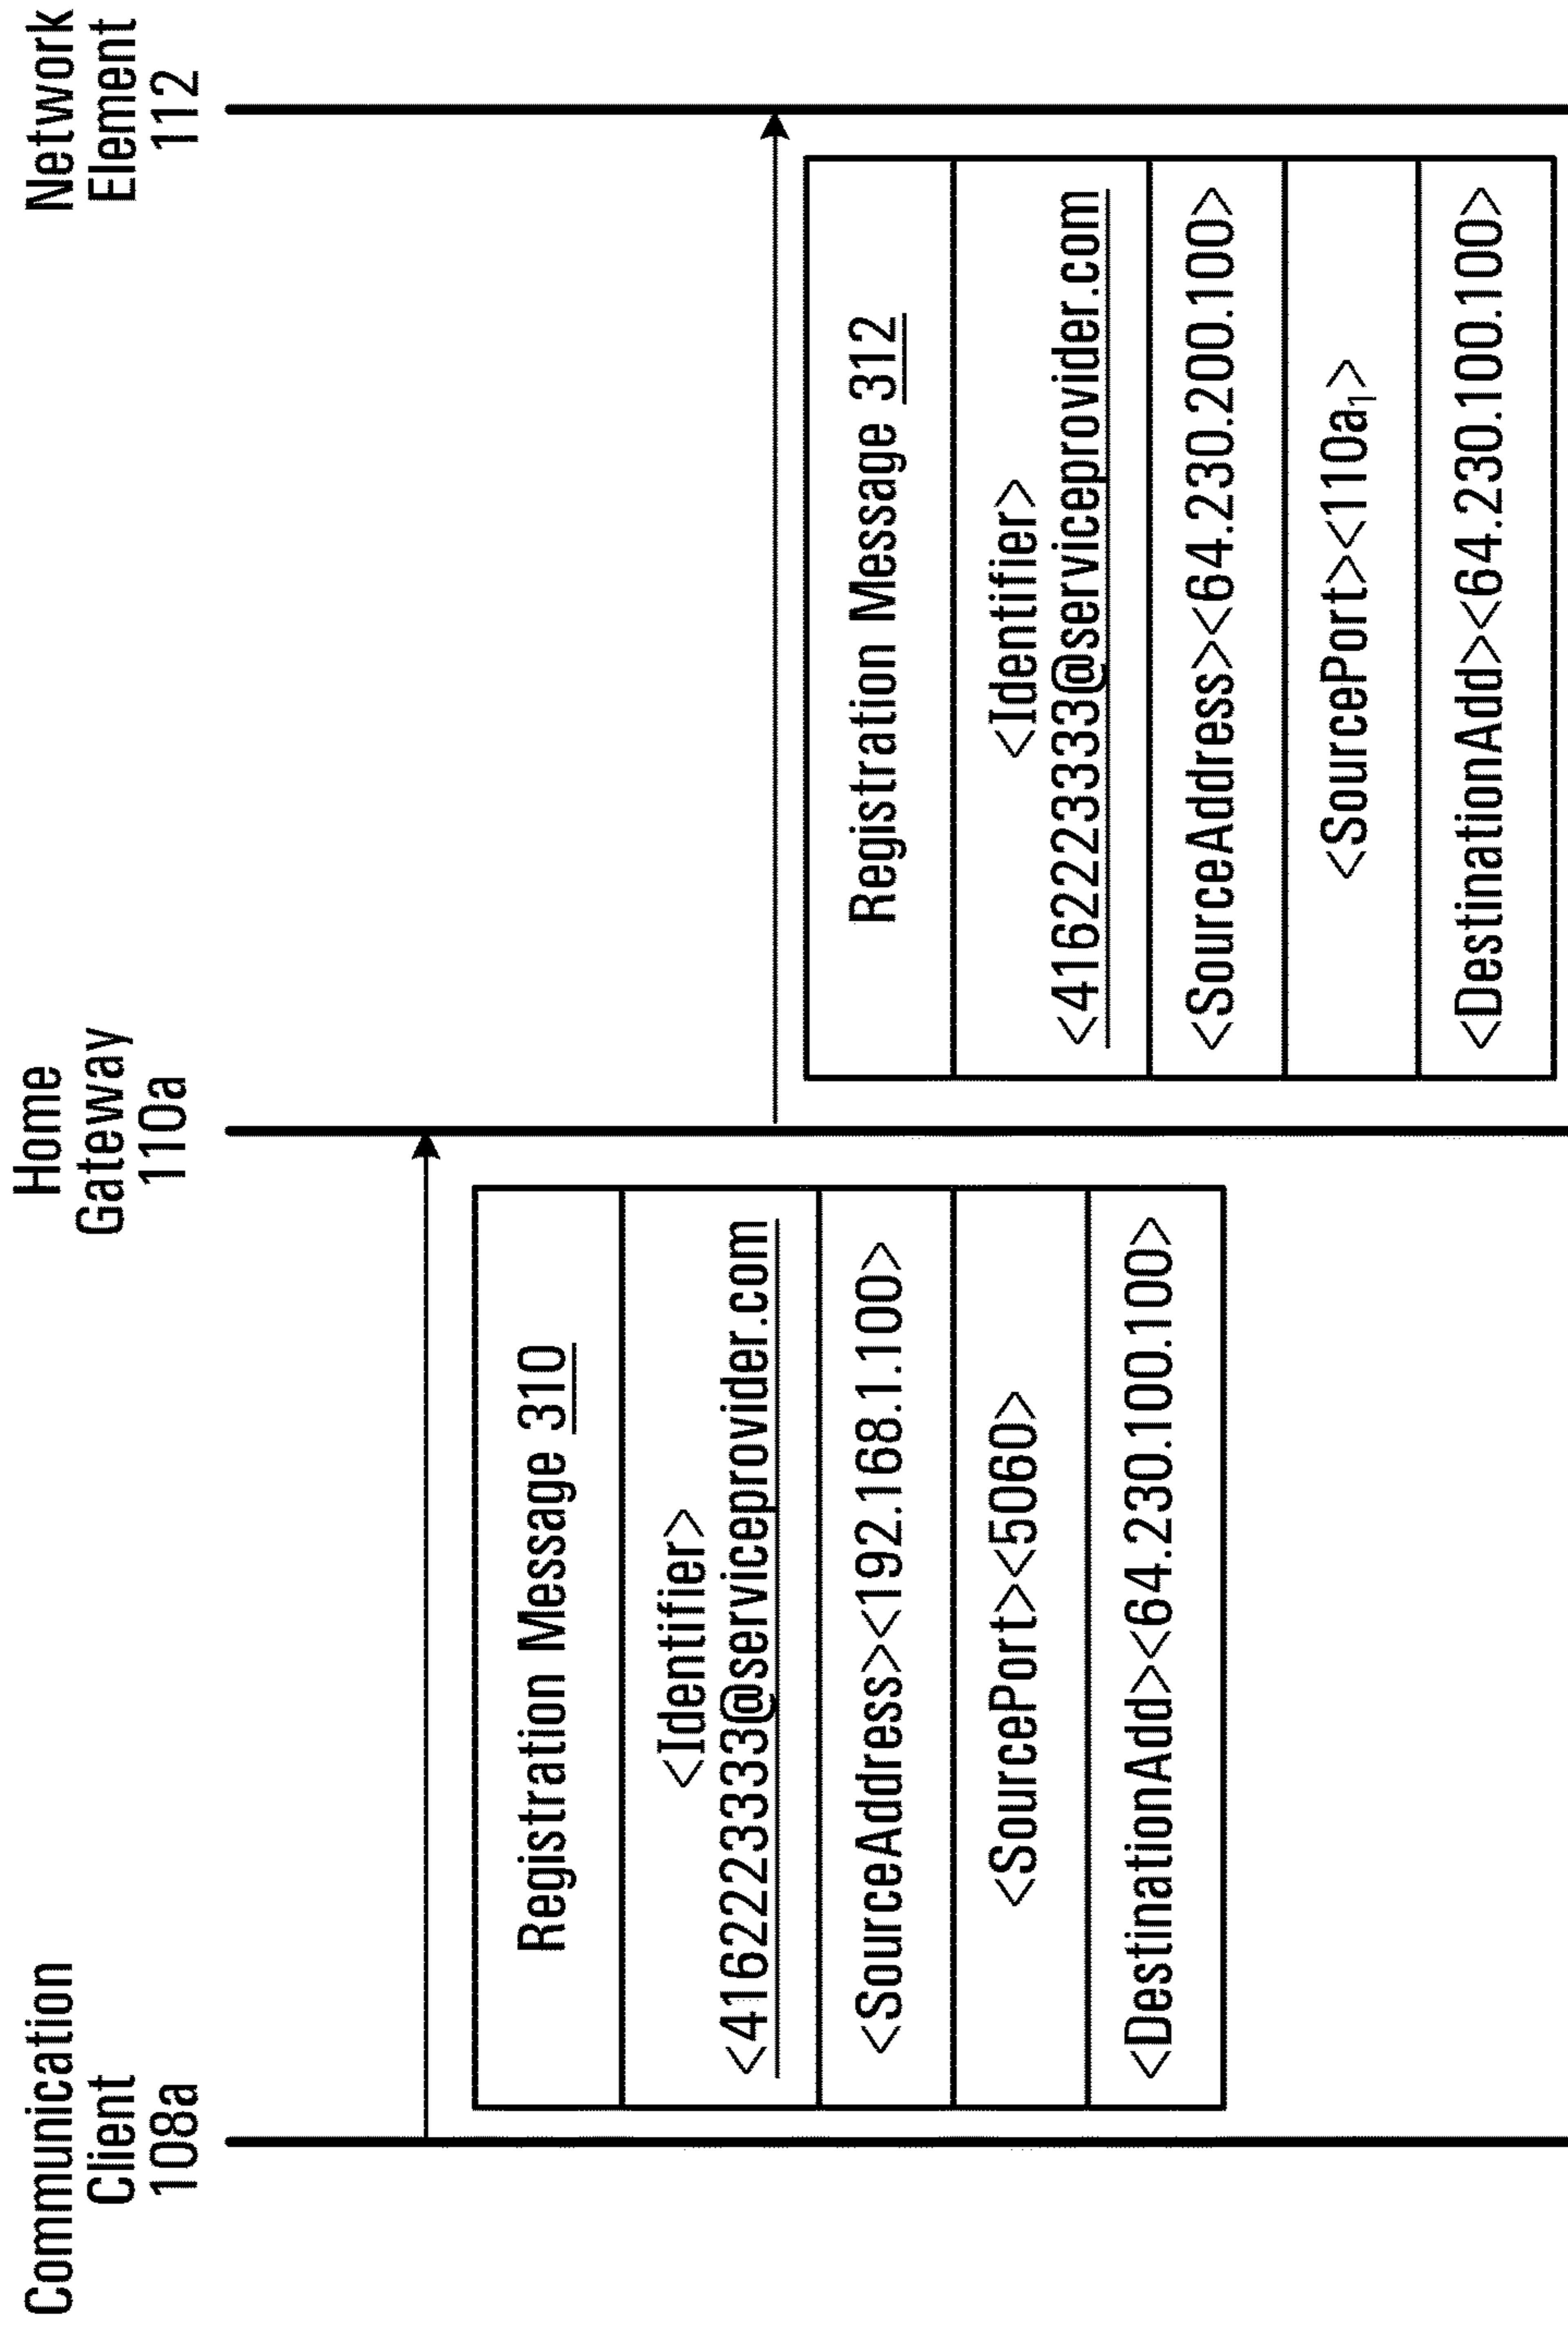 Communication
Client
108a
Home
Gateway
110a
Network
Element
112
Registration Message 310
<Identifier>
<4162223333@serviceprovider.com
<SourceAddress><192.168.1.100>
<SourcePort><5060>
<DestinationAdd><64.230.100.100>
Registration Message 312
<Identifier>
<4162223333@serviceprovider.com
<SourceAddress><64.230.200.100>
<SourcePort><110a₁>
<DestinationAdd><64.230.100.100>